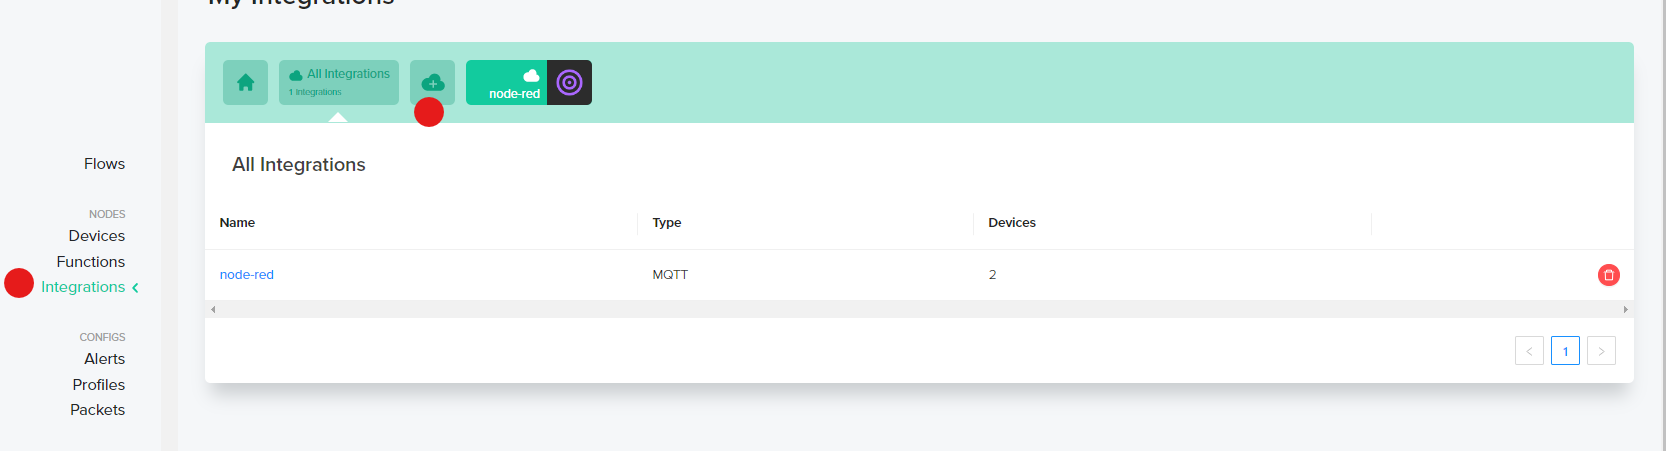 My Integrations
All Integrations
1 Integrations
node-red
Flows
NODES
Devices
Functions
Integrations
CONFIGS
Alerts
Profiles
Packets
All Integrations
Name Type Devices
node-red MQTT 2
1